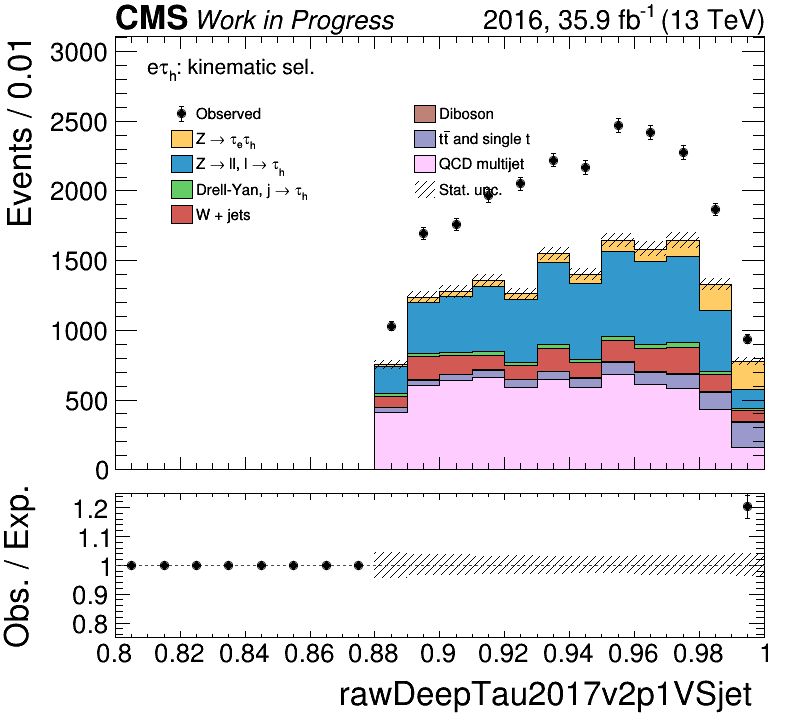 CMS Work in Progress 2016, 35.9 fb⁻¹ (13 TeV)
Events / 0.01
eτₕ: kinematic sel.
Observed
Z → τₑτₕ
Z → ll, l → τₕ
Drell-Yan, j → τₕ
W + jets
Diboson
tt̄ and single t
QCD multijet
Stat. unc.
3000
2500
2000
1500
1000
500
0
Obs. / Exp.
1.2
1.1
1
0.9
0.8
0.8 0.82 0.84 0.86 0.88 0.9 0.92 0.94 0.96 0.98 1
rawDeepTau2017v2p1VSjet